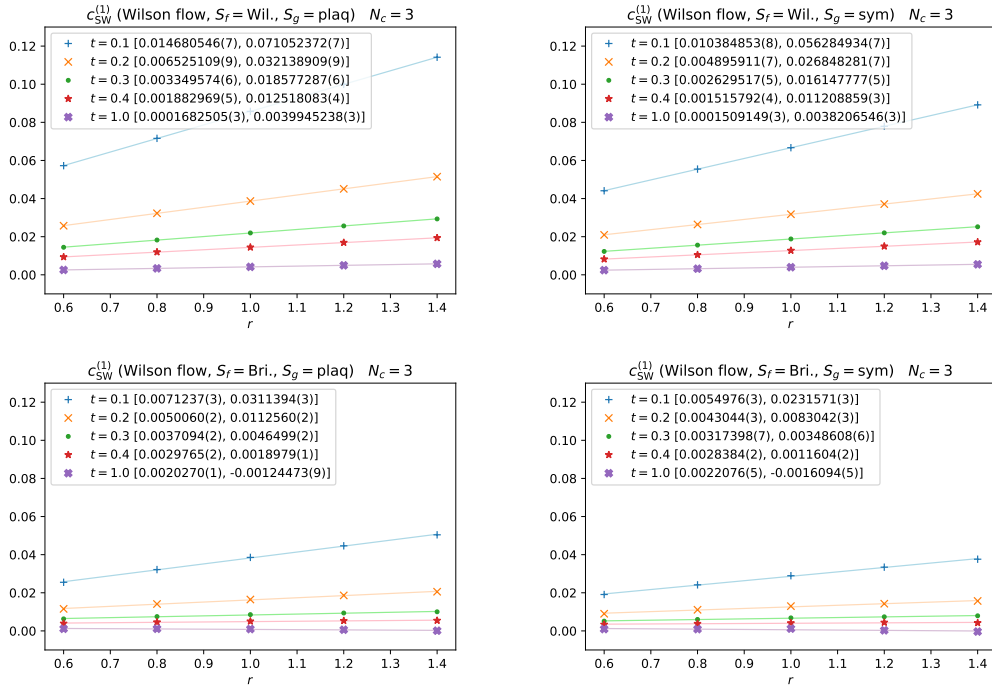 c_SW^(1) (Wilson flow, S_f = Wil., S_g = plaq) N_c = 3
0.12
0.10
0.08
0.06
0.04
0.02
0.00
t = 0.1 [0.014680546(7), 0.071052372(7)]
t = 0.2 [0.006525109(9), 0.032138909(9)]
t = 0.3 [0.003349574(6), 0.018577287(6)]
t = 0.4 [0.001882969(5), 0.012518083(4)]
t = 1.0 [0.0001682505(3), 0.0039945238(3)]
0.6 0.7 0.8 0.9 1.0 1.1 1.2 1.3 1.4
r
c_SW^(1) (Wilson flow, S_f = Wil., S_g = sym) N_c = 3
0.12
0.10
0.08
0.06
0.04
0.02
0.00
t = 0.1 [0.010384853(8), 0.056284934(7)]
t = 0.2 [0.004895911(7), 0.026848281(7)]
t = 0.3 [0.002629517(5), 0.016147777(5)]
t = 0.4 [0.001515792(4), 0.011208859(3)]
t = 1.0 [0.0001509149(3), 0.0038206546(3)]
0.6 0.7 0.8 0.9 1.0 1.1 1.2 1.3 1.4
r
c_SW^(1) (Wilson flow, S_f = Bri., S_g = plaq) N_c = 3
0.12
0.10
0.08
0.06
0.04
0.02
0.00
t = 0.1 [0.0071237(3), 0.0311394(3)]
t = 0.2 [0.0050060(2), 0.0112560(2)]
t = 0.3 [0.0037094(2), 0.0046499(2)]
t = 0.4 [0.0029765(2), 0.0018979(1)]
t = 1.0 [0.0020270(1), -0.00124473(9)]
0.6 0.7 0.8 0.9 1.0 1.1 1.2 1.3 1.4
r
c_SW^(1) (Wilson flow, S_f = Bri., S_g = sym) N_c = 3
0.12
0.10
0.08
0.06
0.04
0.02
0.00
t = 0.1 [0.0054976(3), 0.0231571(3)]
t = 0.2 [0.0043044(3), 0.0083042(3)]
t = 0.3 [0.00317398(7), 0.00348608(6)]
t = 0.4 [0.0028384(2), 0.0011604(2)]
t = 1.0 [0.0022076(5), -0.0016094(5)]
0.6 0.7 0.8 0.9 1.0 1.1 1.2 1.3 1.4
r